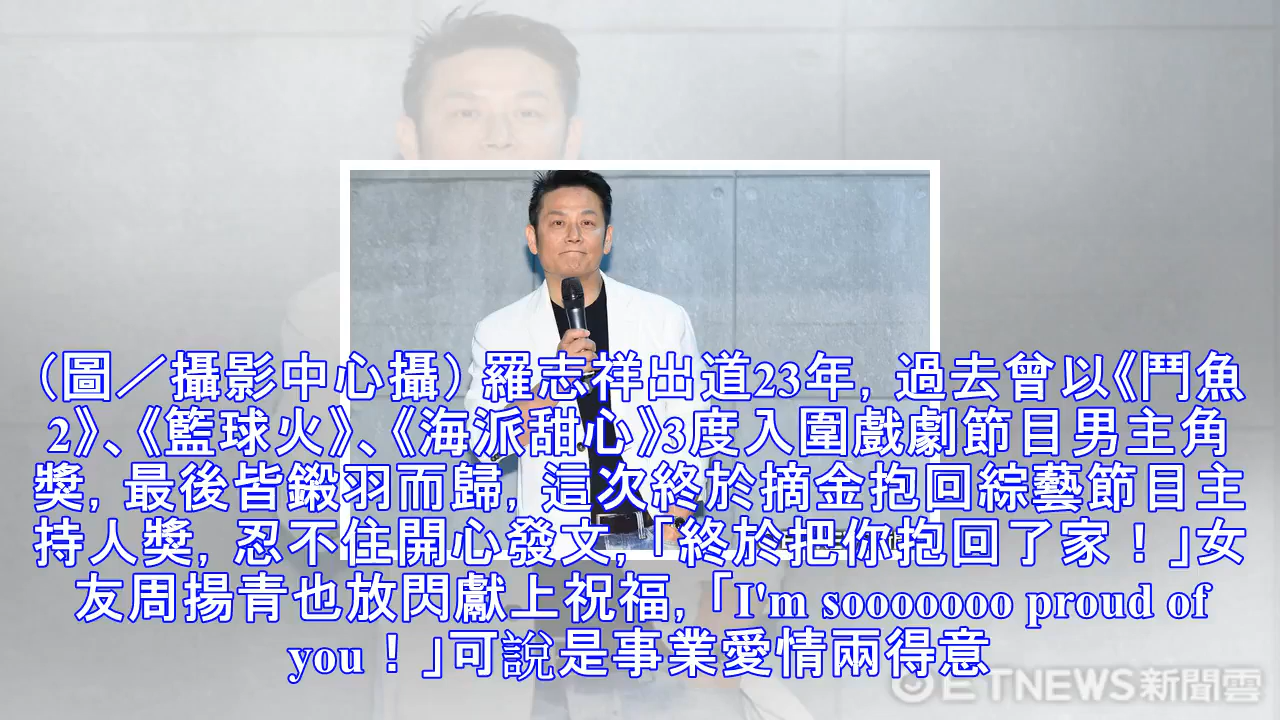 （圖／攝影中心攝）羅志祥出道23年，過去曾以《鬥魚
2》、《籃球火》、《海派甜心》3度入圍戲劇節目男主角
獎，最後皆鎩羽而歸，這次終於摘金抱回綜藝節目主
持人獎，忍不住開心發文，「終於把你抱回了家！」女
友周揚青也放閃獻上祝福，「I'm sooooooo proud of
you！」可說是事業愛情兩得意
ETNEWS新聞雲